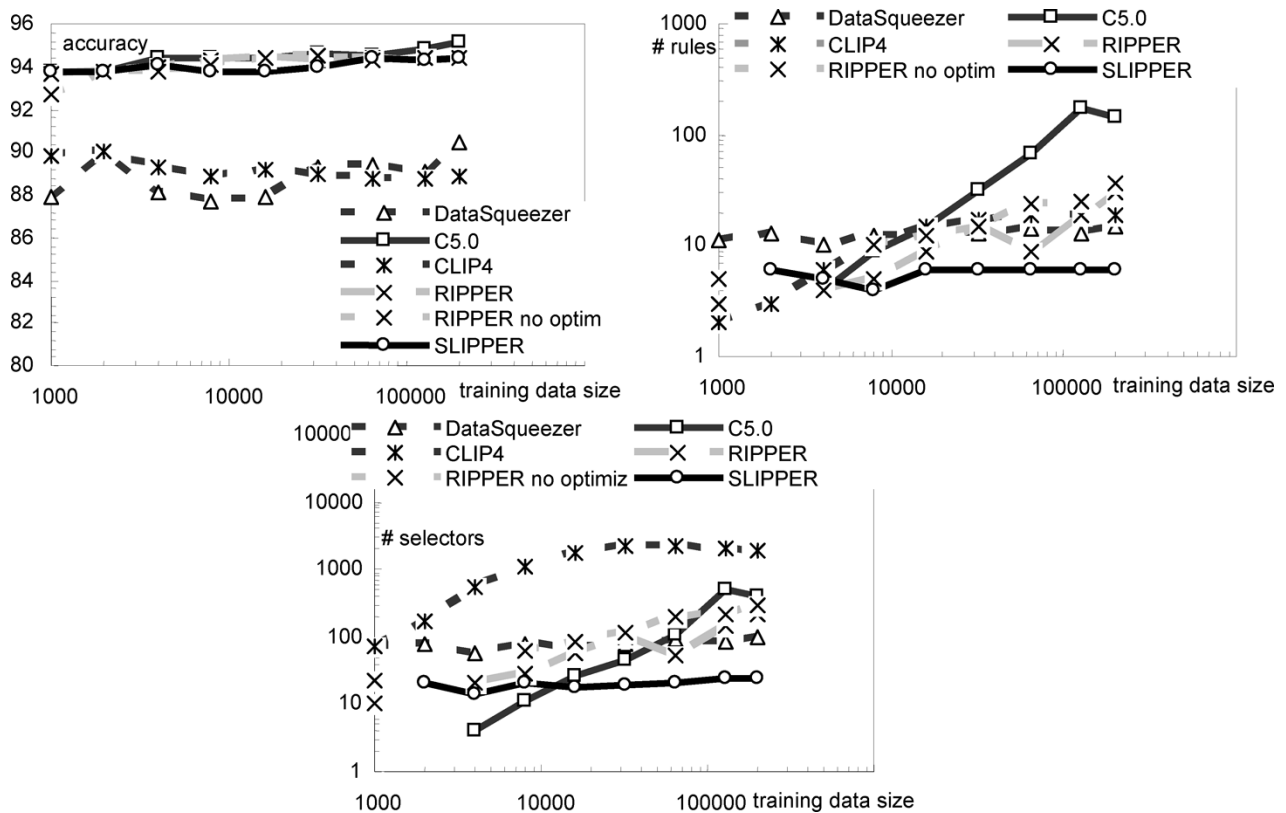 96
94
92
90
88
86
84
82
80
accuracy
DataSqueezer
C5.0
CLIP4
RIPPER
RIPPER no optim
SLIPPER
1000
10000
100000
training data size
1000
100
10
1
# rules
DataSqueezer
C5.0
CLIP4
RIPPER
RIPPER no optim
SLIPPER
1000
10000
100000
training data size
10000
DataSqueezer
C5.0
CLIP4
RIPPER
RIPPER no optimiz
SLIPPER
10000
1000
100
10
1
# selectors
1000
10000
100000
training data size